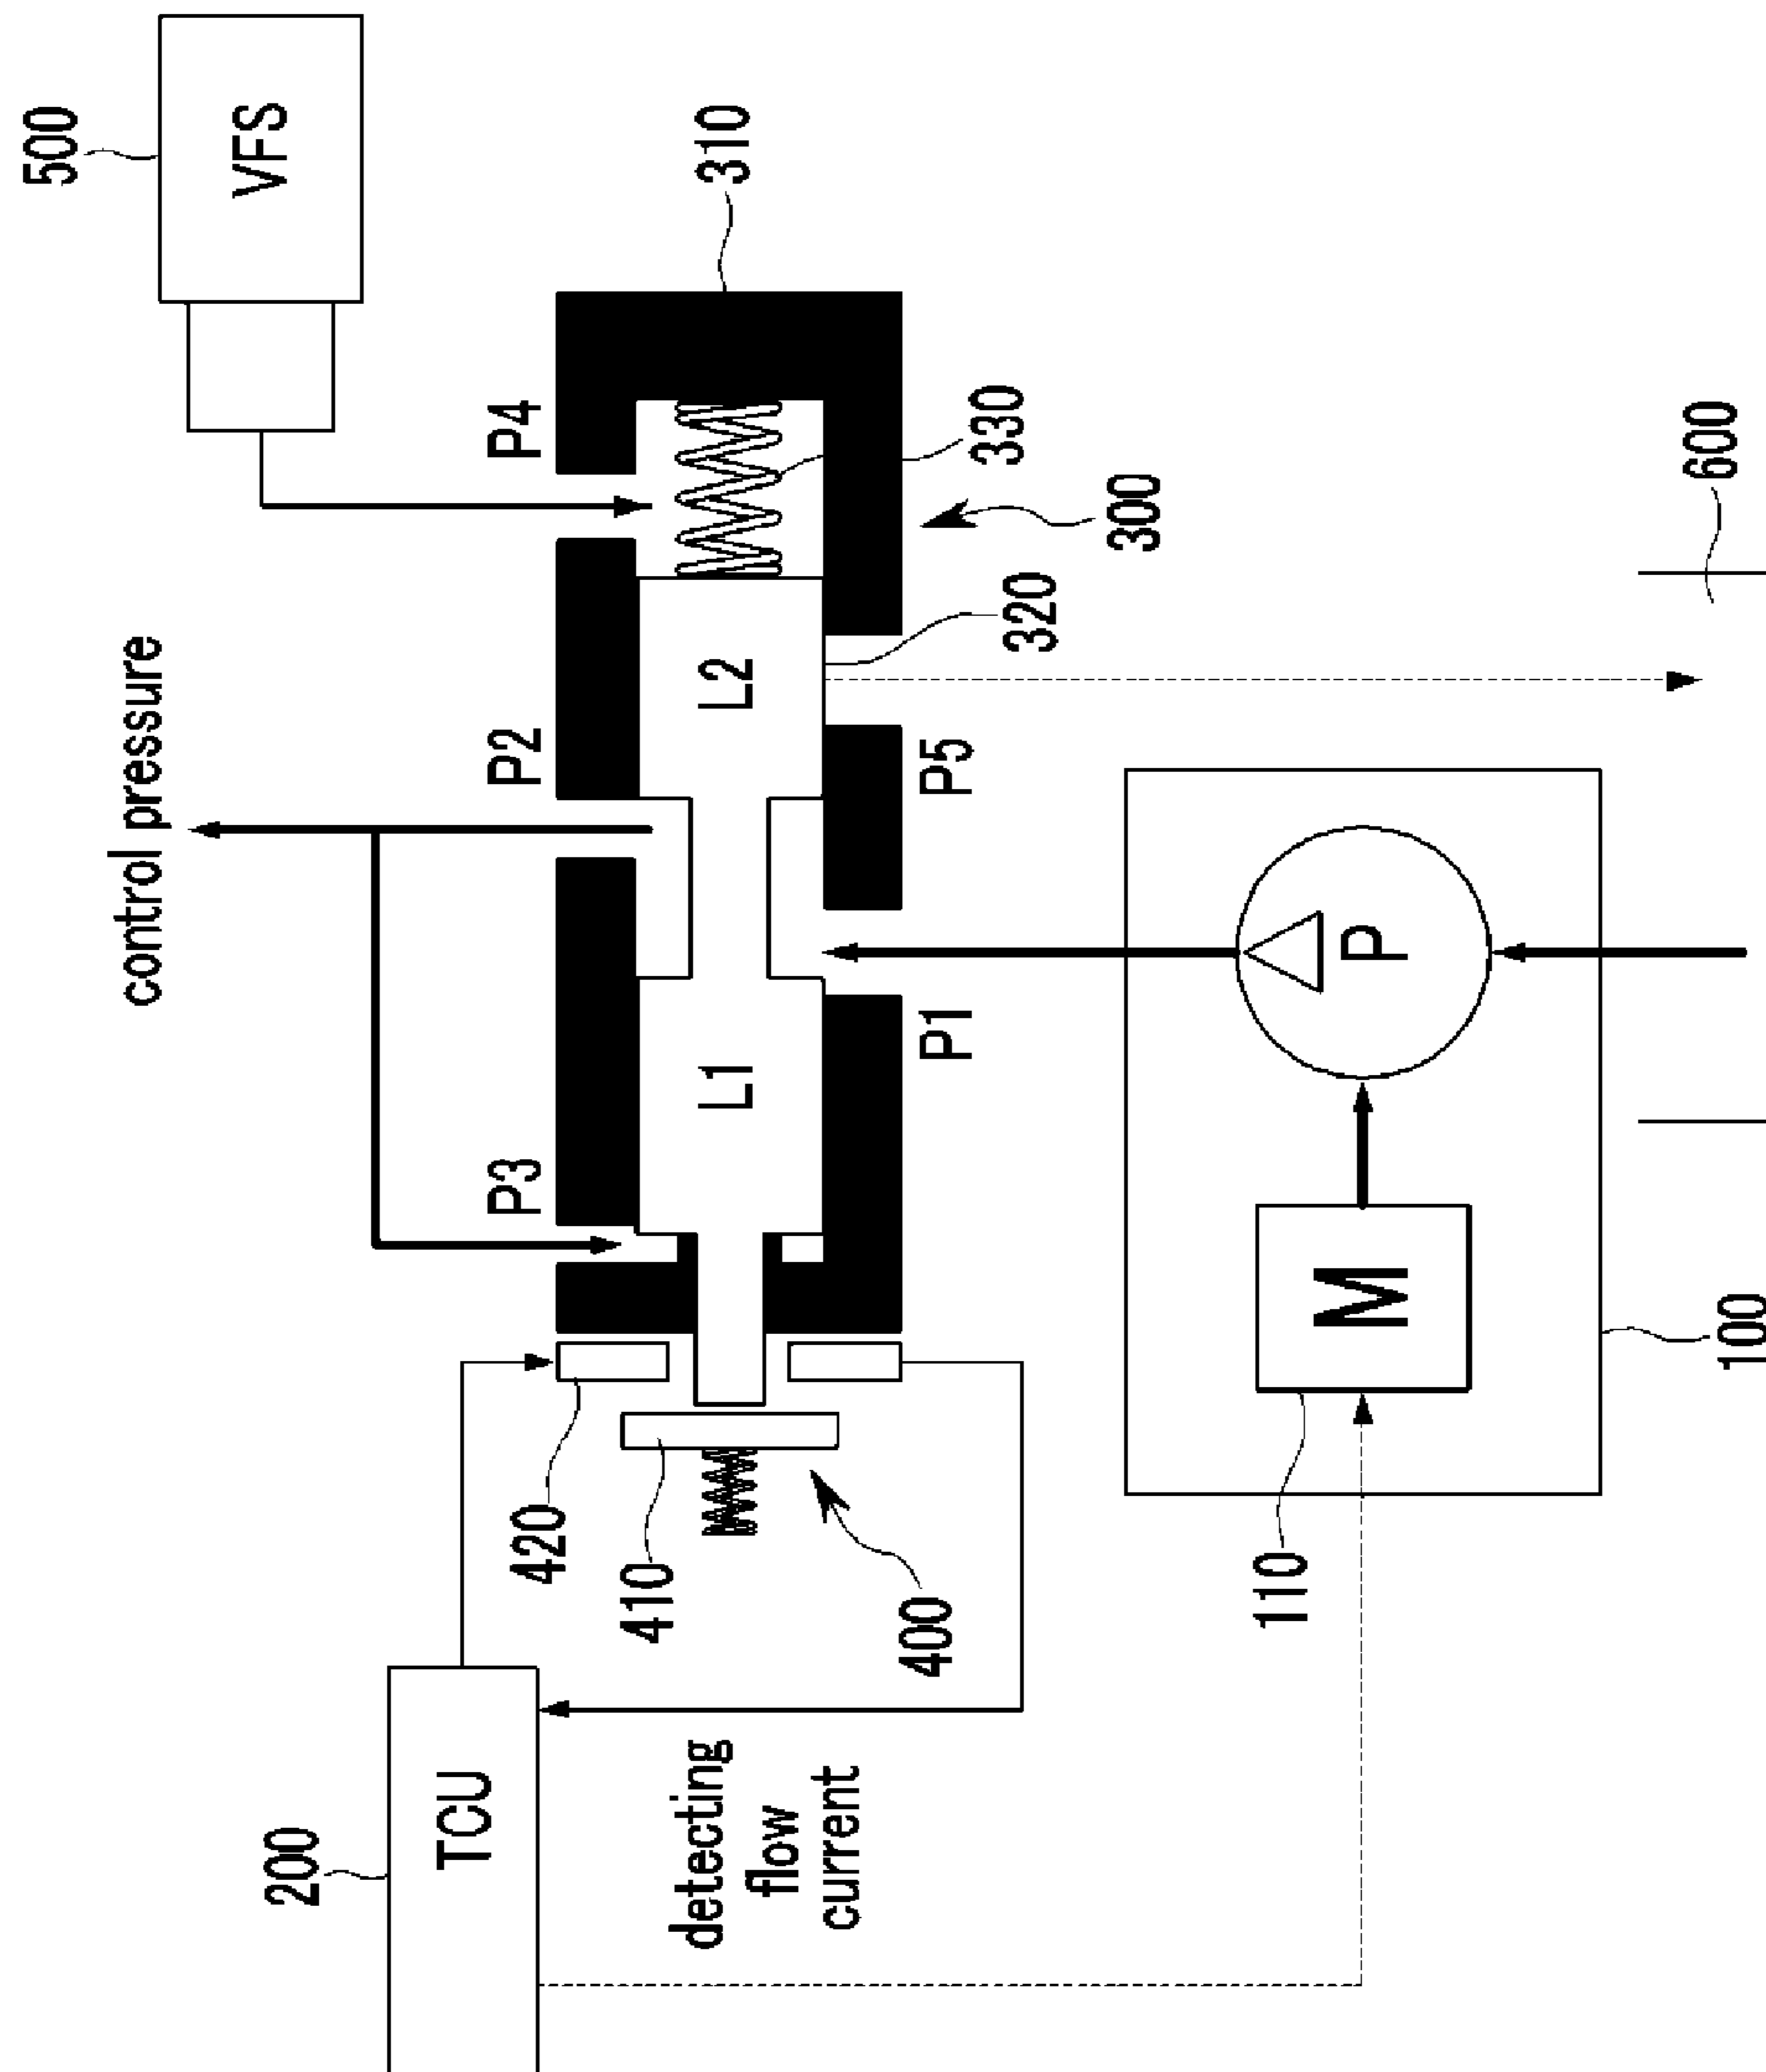 500
control pressure
VFS
200
TCU
P3
P2
P4
420
410
L1
L2
310
detecting
flow
current
400
P1
P5
330
320
300
110
M
P
600
100